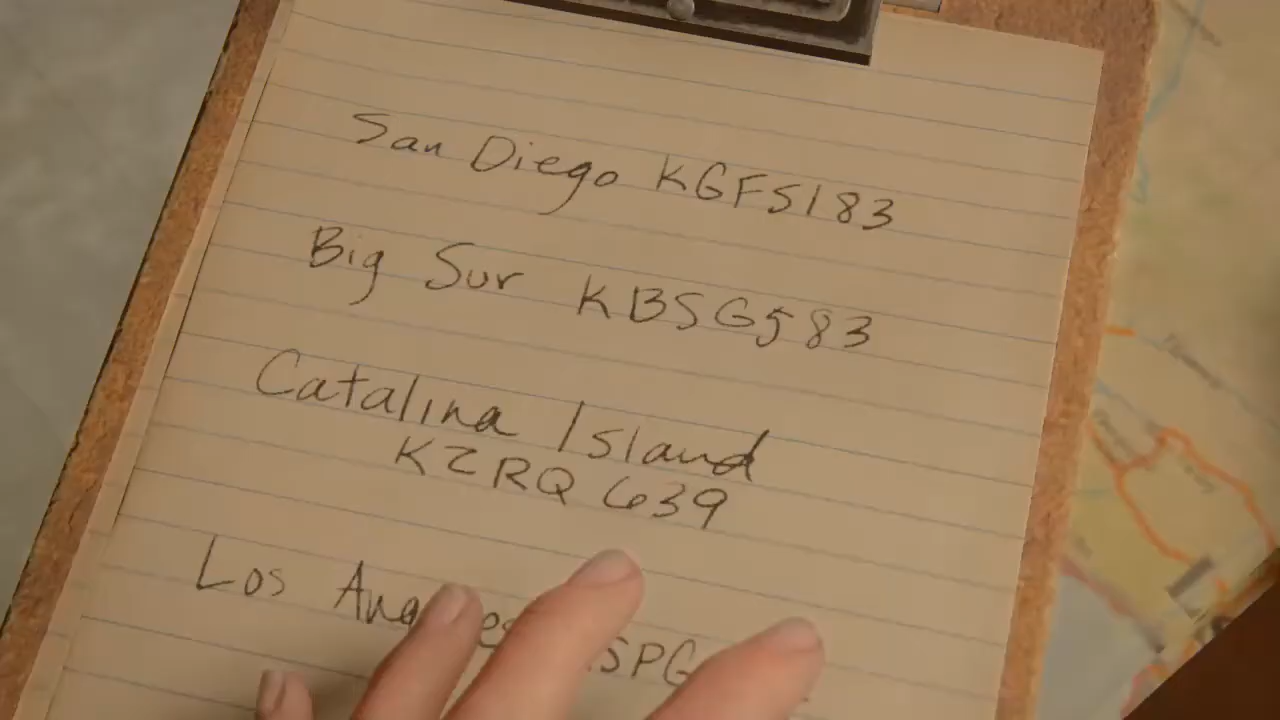 San Diego KGFS183
Big Sur KBSG583
Catalina Island
KZRQ 639
Los